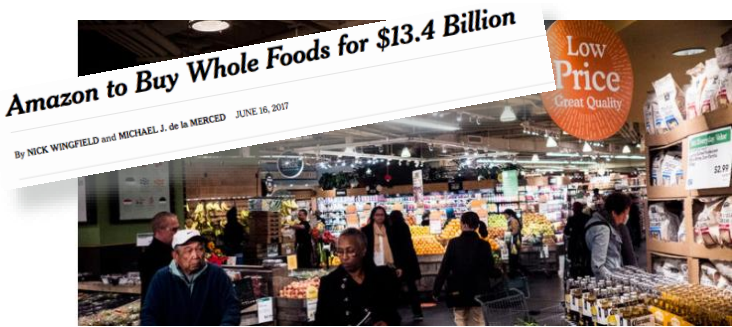 Amazon to Buy Whole Foods for $13.4 Billion
By NICK WINGFIELD and MICHAEL J. de la MERCED JUNE 16, 2017
Low
Price
Great Quality
2.99